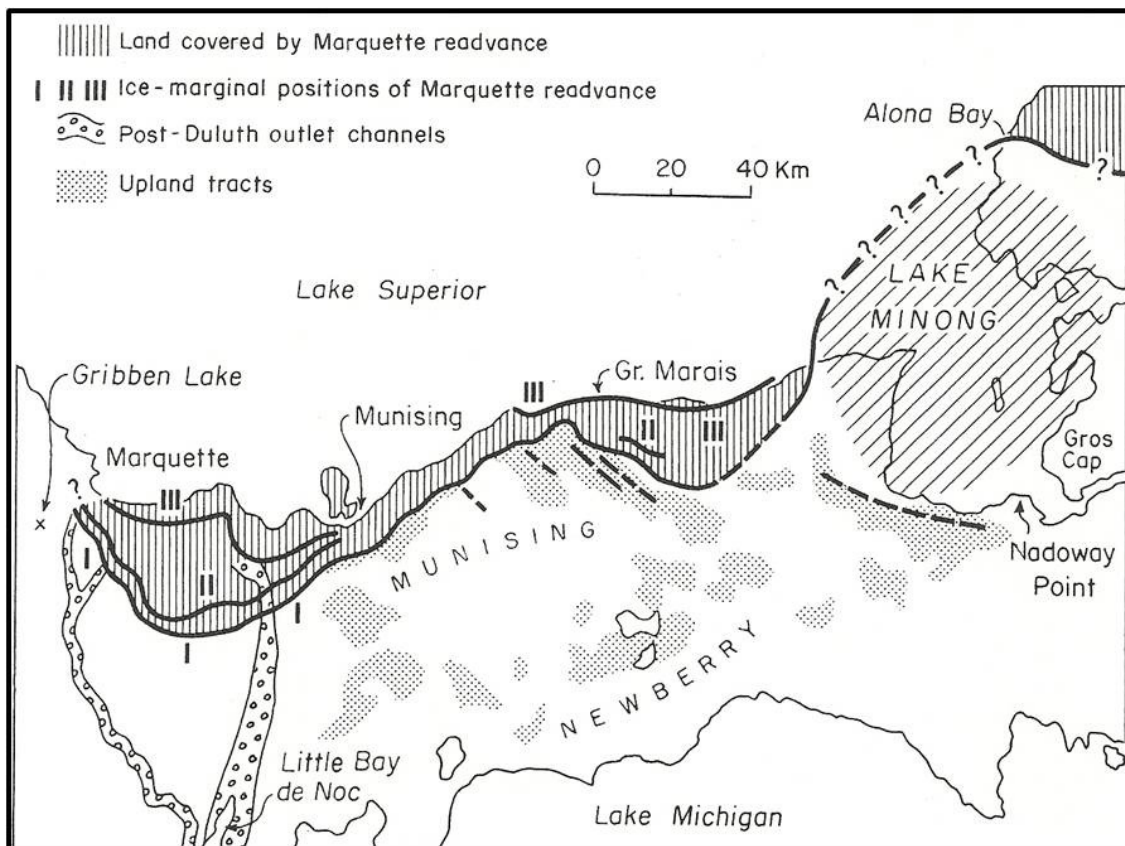 Land covered by Marquette readvance
I II III Ice-marginal positions of Marquette readvance
Post-Duluth outlet channels
Upland tracts
0 20 40 Km
Alona Bay
?
?
?
?
?
?
Lake Superior
LAKE
MINONG
Gribben Lake
Munising
III
Gr. Marais
II
III
Marquette
Gros
Cap
?
III
x
I
II
I
I
MUNISING
Nadoway
Point
NEWBERRY
Little Bay
de Noc
Lake Michigan